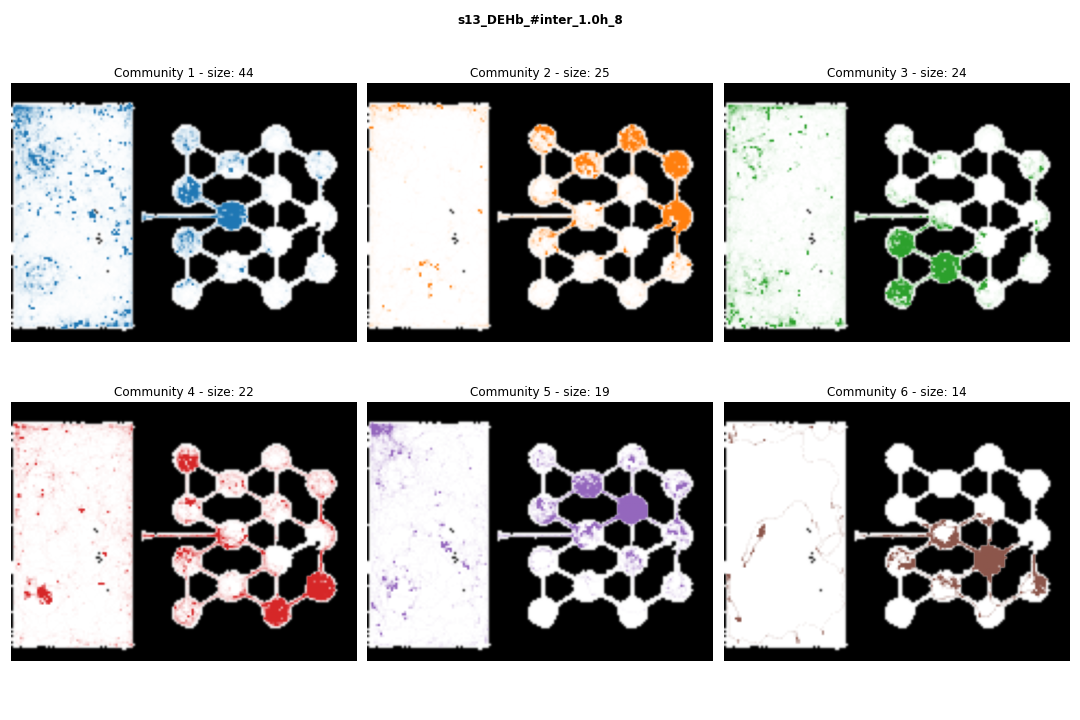 s13_DEHb_#inter_1.0h_8
Community 1 - size: 44
Community 2 - size: 25
Community 3 - size: 24
Community 4 - size: 22
Community 5 - size: 19
Community 6 - size: 14